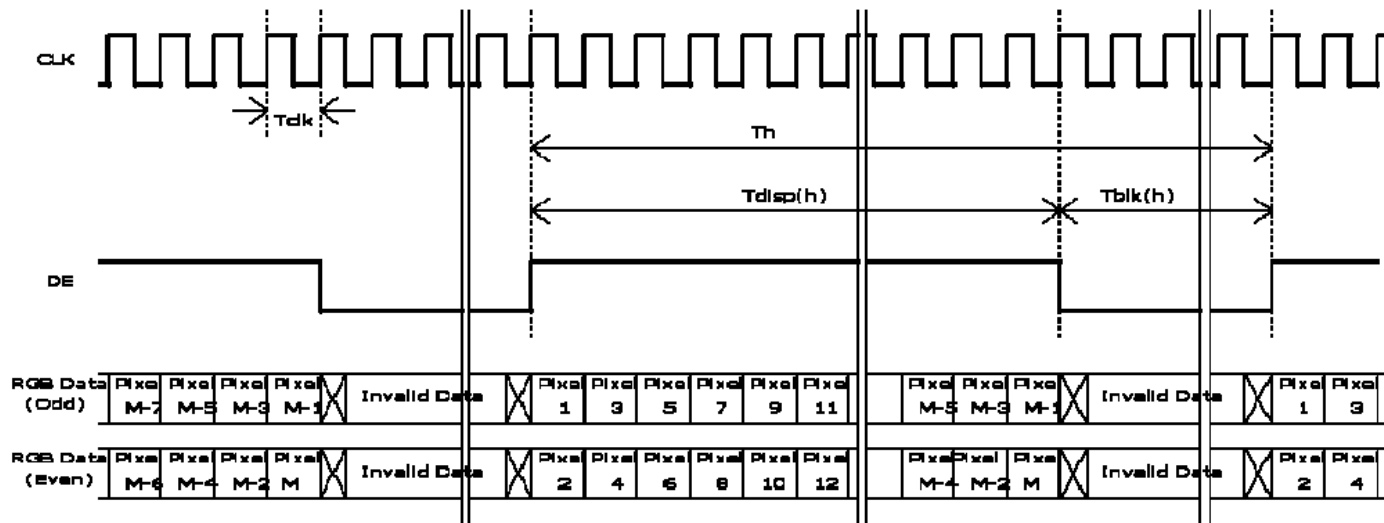 CLK
Tclk
Th
Tdisp(h)
Tblk(h)
DE
RGB Data
(Odd)
Pixel Pixel Pixel Pixel Invalid Data Pixel Pixel Pixel Pixel Pixel Pixel Pixel Pixel Pixel Invalid Data Pixel Pixel
M-7 M-5 M-3 M-1 1 3 5 7 9 11 M-5 M-3 M-1 1 3
RGB Data
(Even)
Pixel Pixel Pixel Pixel Invalid Data Pixel Pixel Pixel Pixel Pixel Pixel Pixel Pixel Pixel Invalid Data Pixel Pixel
M-6 M-4 M-2 M 2 4 6 8 10 12 M-4 M-2 M 2 4